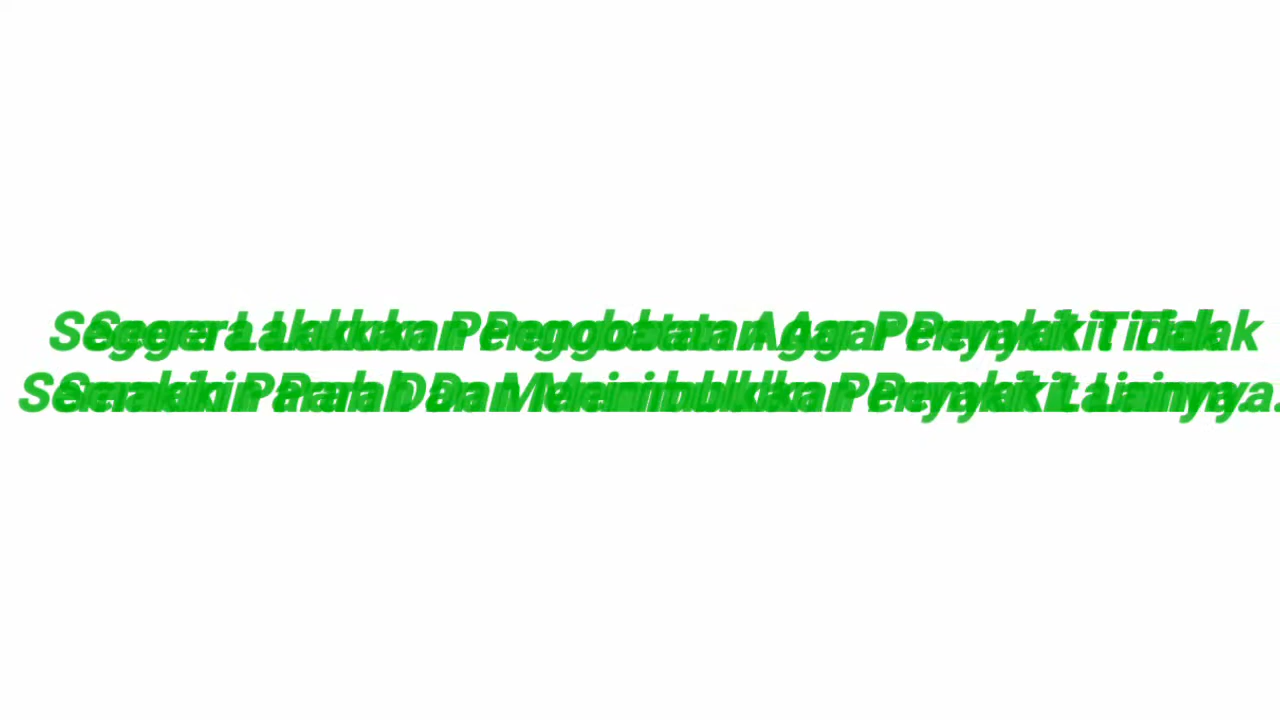 Segera Lakukan Pengobatan Agar Penyakit Tidak
Semakin Parah Dan Menimbulkan Penyakit Lainnya.